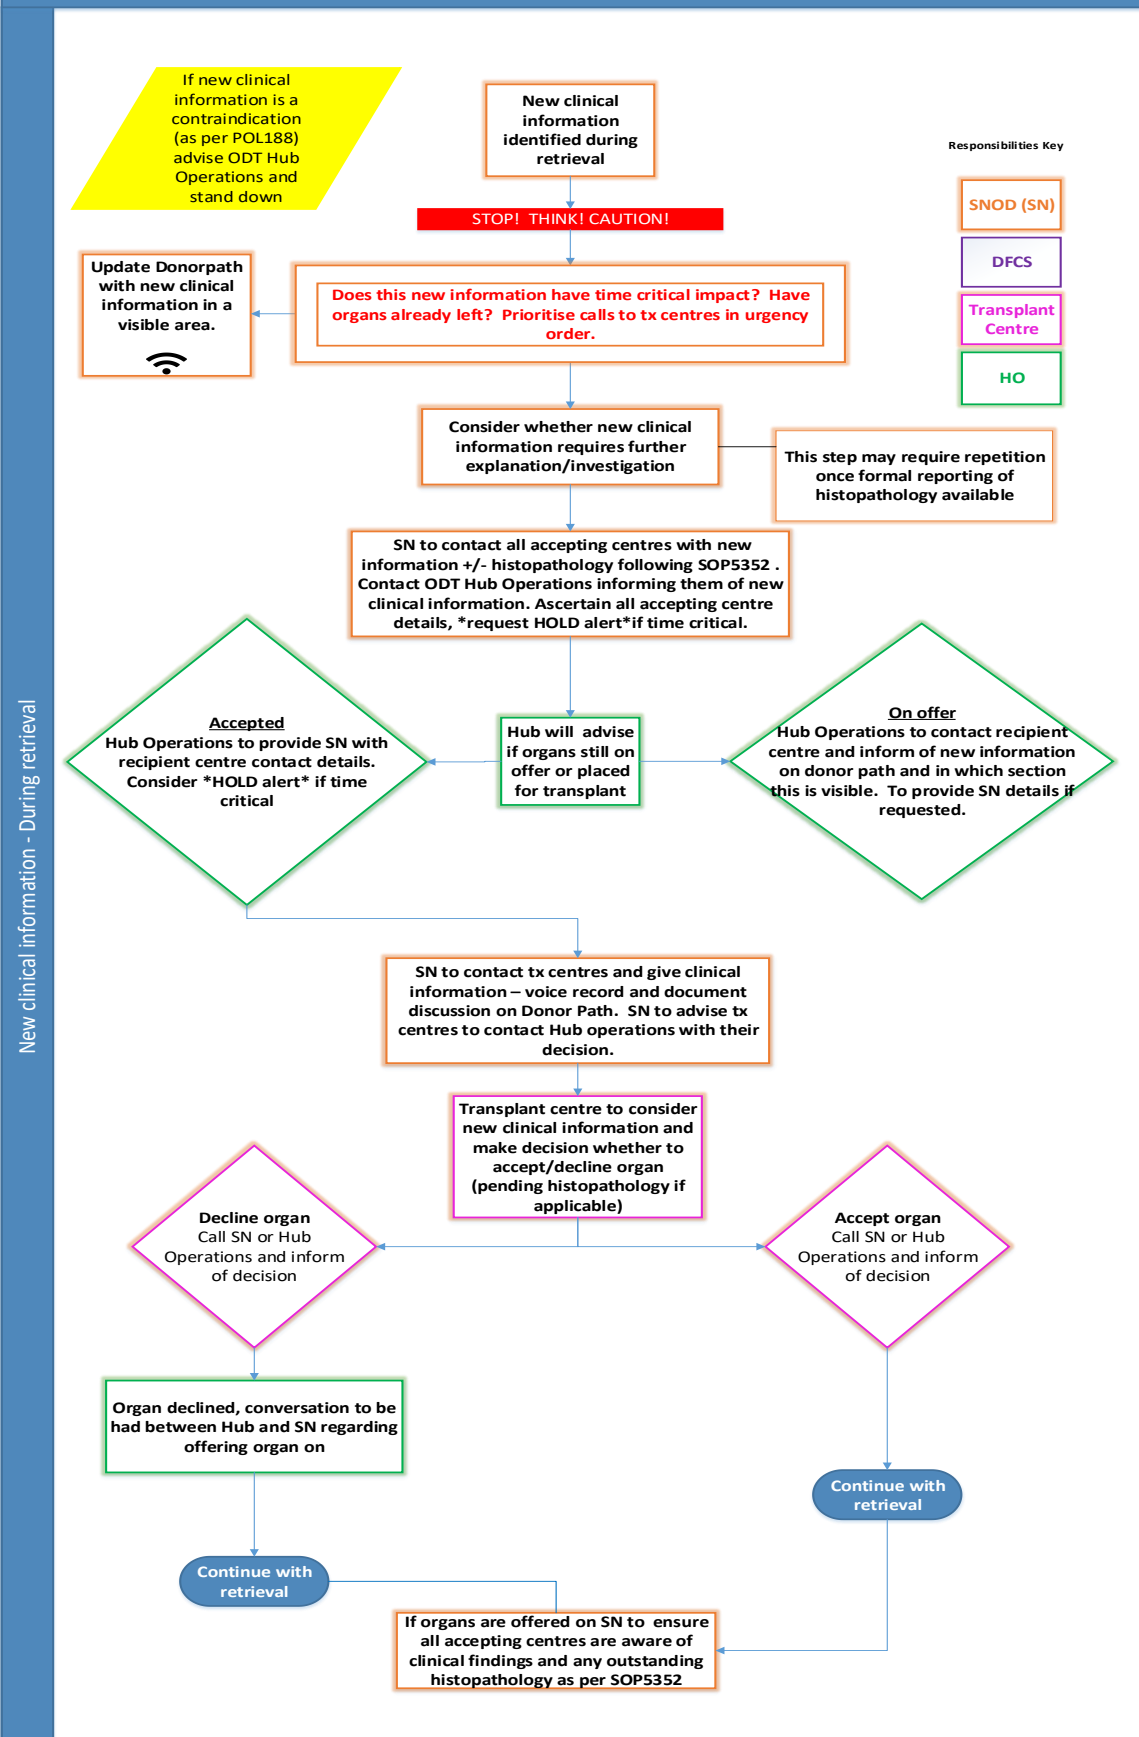 New clinical information - During retrieval
If new clinical
information is a
contraindication
(as per POL188)
advise ODT Hub
Operations and
stand down
New clinical
information
identified during
retrieval
Responsibilities Key
SNOD (SN)
DFCS
Transplant
Centre
HO
STOP!  THINK! CAUTION!
Update Donorpath
with new clinical
information in a
visible area.
Does this new information have time critical impact?  Have
organs already left?  Prioritise calls to tx centres in urgency
order.
Consider whether new clinical
information requires further
explanation/investigation
This step may require repetition
once formal reporting of
histopathology available
SN to contact all accepting centres with new
information +/- histopathology following SOP5352 .
Contact ODT Hub Operations informing them of new
clinical information. Ascertain all accepting centre
details, *request HOLD alert*if time critical.
Accepted
Hub Operations to provide SN with
recipient centre contact details.
Consider *HOLD alert* if time
critical
Hub will  advise
if organs still on
offer or placed
for transplant
On offer
Hub Operations to contact recipient
centre and inform of new information
on donor path and in which section
this is visible.  To provide SN details if
requested.
SN to contact tx centres and give clinical
information – voice record and document
discussion on Donor Path.  SN to advise tx
centres to contact Hub operations with their
decision.
Transplant centre to consider
new clinical information and
make decision whether to
accept/decline organ
(pending histopathology if
applicable)
Decline organ
Call SN or Hub
Operations and inform
of decision
Accept organ
Call SN or Hub
Operations and inform
of decision
Organ declined, conversation to be
had between Hub and SN regarding
offering organ on
Continue with
retrieval
Continue with
retrieval
If organs are offered on SN to  ensure
all accepting centres are aware of
clinical findings and any outstanding
histopathology as per SOP5352